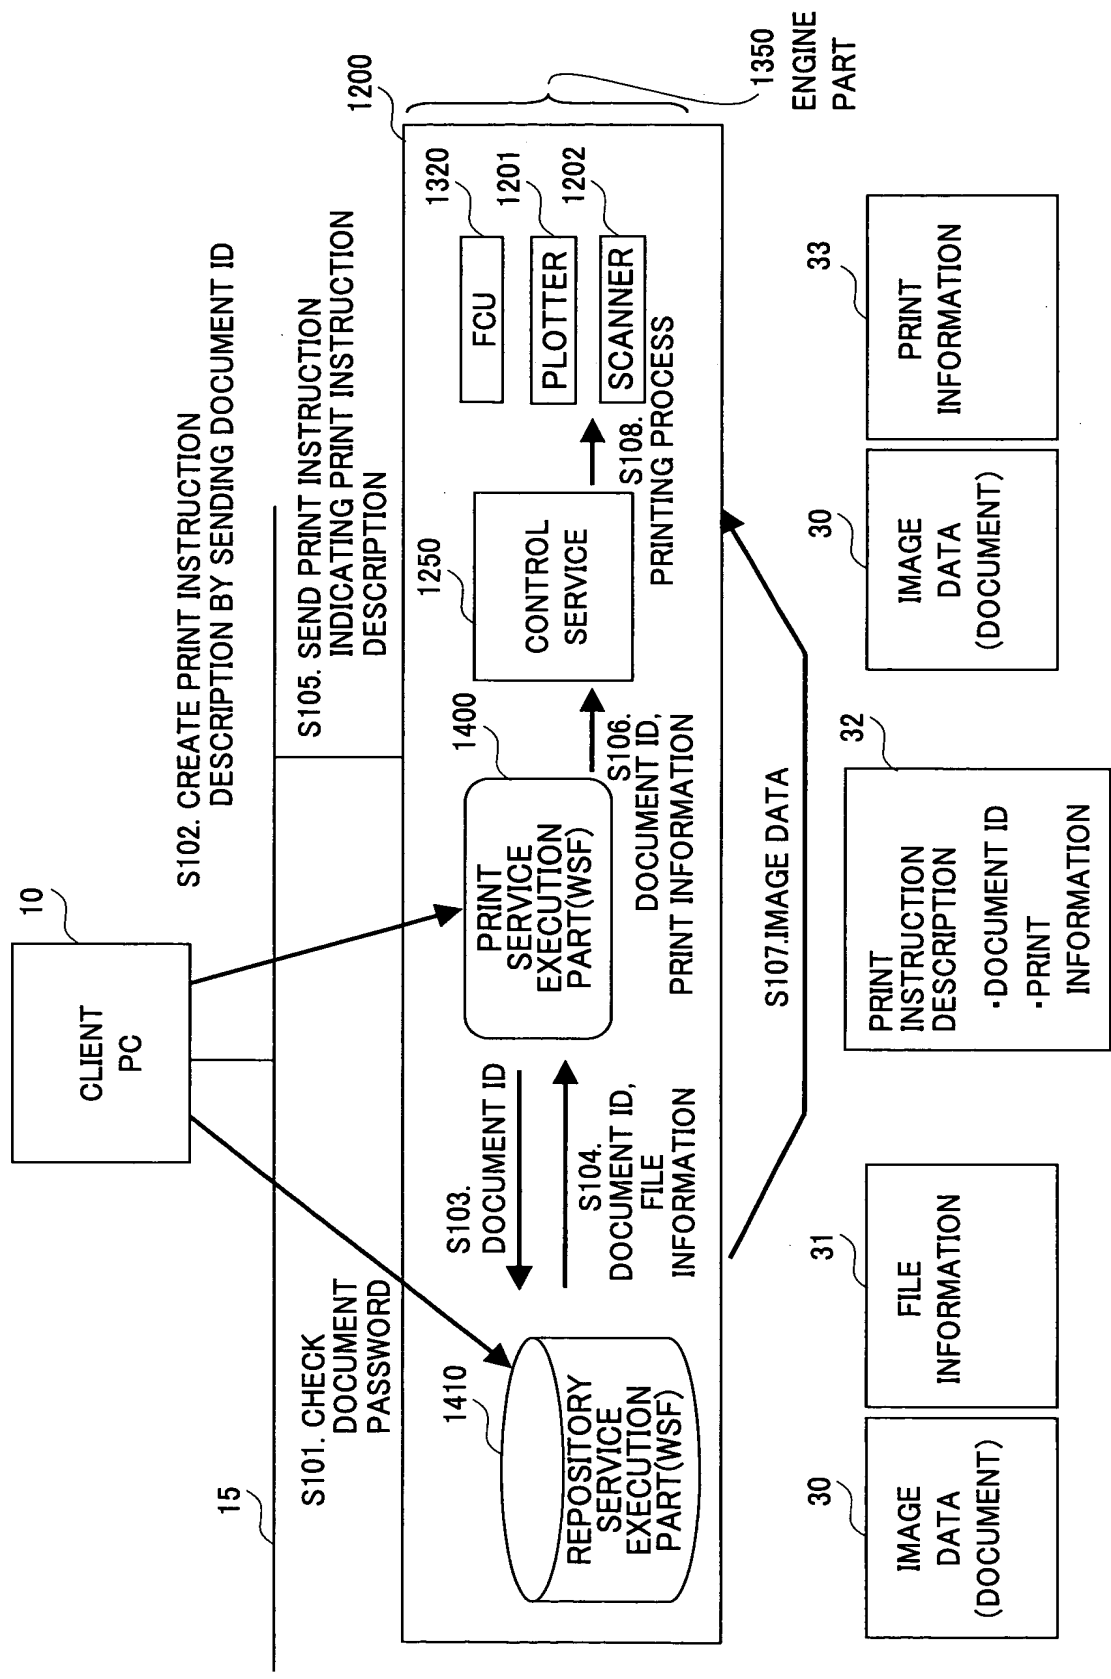 10
CLIENT
PC
S102. CREATE PRINT INSTRUCTION
DESCRIPTION BY SENDING DOCUMENT ID
15
S101. CHECK
DOCUMENT
PASSWORD
S105. SEND PRINT INSTRUCTION
INDICATING PRINT INSTRUCTION
DESCRIPTION
1200
1410
REPOSITORY
SERVICE
EXECUTION
PART(WSF)
S103.
DOCUMENT ID
S104.
DOCUMENT ID,
FILE
INFORMATION
1400
PRINT
SERVICE
EXECUTION
PART(WSF)
S106.
DOCUMENT ID,
PRINT INFORMATION
1250
CONTROL
SERVICE
S108.
PRINTING PROCESS
1320
FCU
1201
PLOTTER
1202
SCANNER
1350
ENGINE
PART
S107.IMAGE DATA
30
IMAGE
DATA
(DOCUMENT)
31
FILE
INFORMATION
32
PRINT
INSTRUCTION
DESCRIPTION
・DOCUMENT ID
・PRINT
INFORMATION
30
IMAGE
DATA
(DOCUMENT)
33
PRINT
INFORMATION